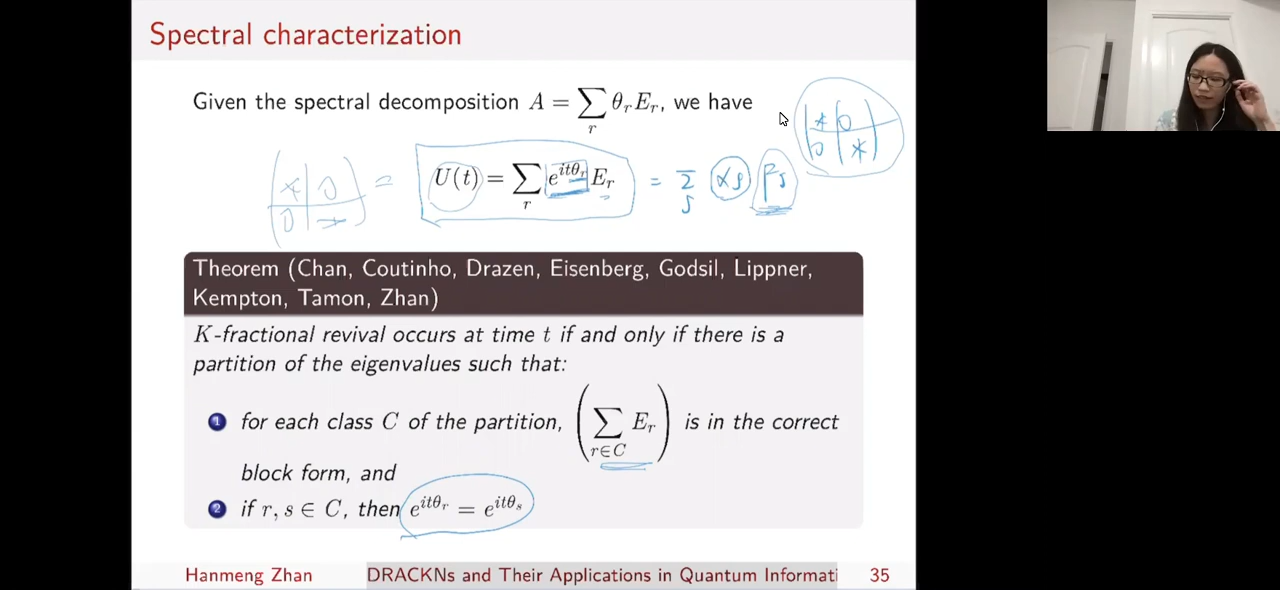 Spectral characterization
Given the spectral decomposition A = ∑_r θ_r E_r, we have
U(t) = ∑_r e^{itθ_r} E_r
Theorem (Chan, Coutinho, Drazen, Eisenberg, Godsil, Lippner,
Kempton, Tamon, Zhan)
K-fractional revival occurs at time t if and only if there is a
partition of the eigenvalues such that:
1 for each class C of the partition, (∑_{r∈C} E_r) is in the correct
block form, and
2 if r, s ∈ C, then e^{itθ_r} = e^{itθ_s}
Hanmeng Zhan DRACKNs and Their Applications in Quantum Informati 35